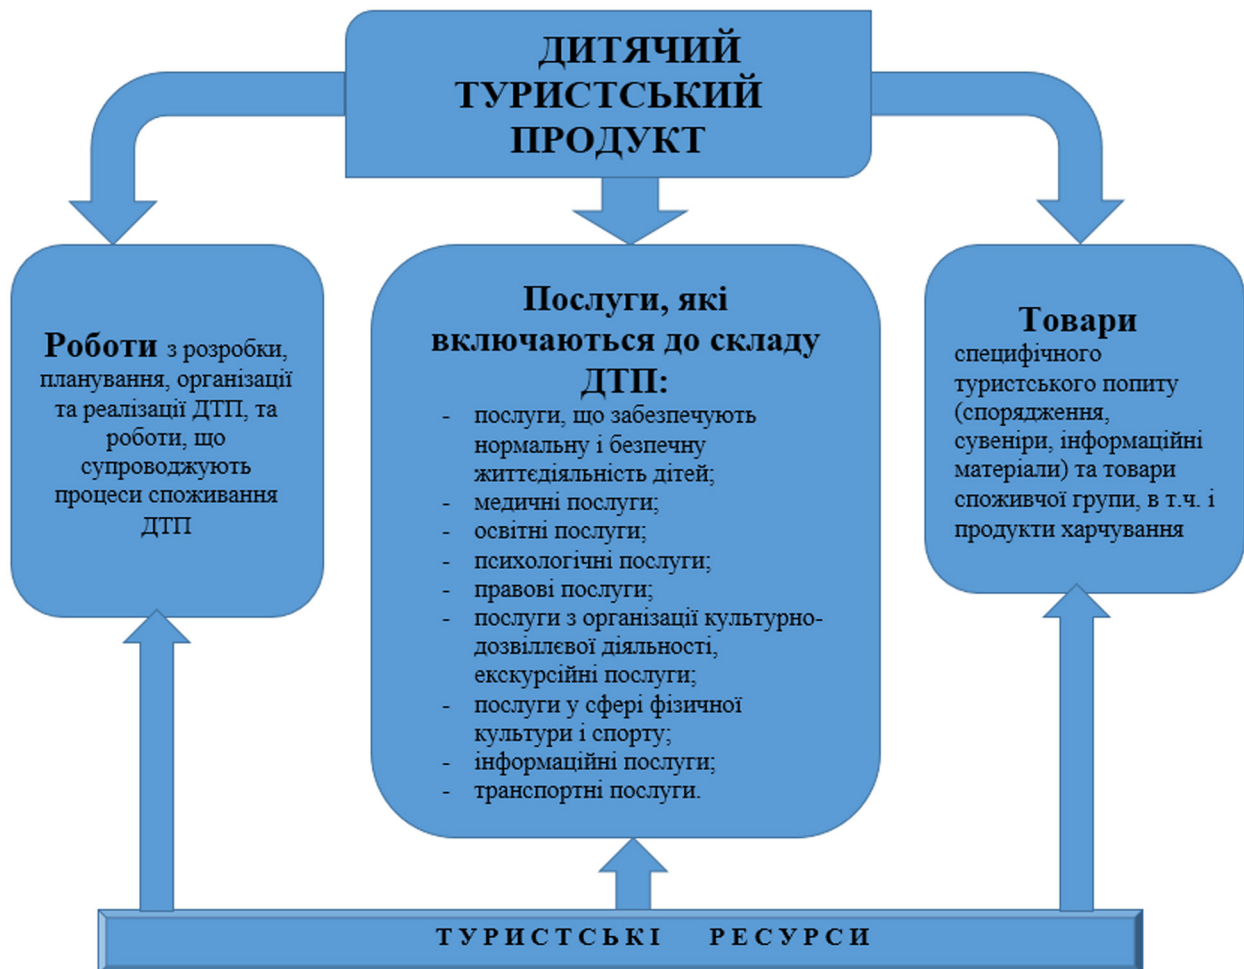 ДИТЯЧИЙ
ТУРИСТСЬКИЙ
ПРОДУКТ
Роботи з розробки,
планування, організації
та реалізації ДТП, та
роботи, що
супроводжують
процеси споживання
ДТП
Послуги, які
включаються до складу
ДТП:
- послуги, що забезпечують
нормальну і безпечну
життєдіяльність дітей;
- медичні послуги;
- освітні послуги;
- психологічні послуги;
- правові послуги;
- послуги з організації культурно-
дозвіллєвої діяльності,
екскурсійні послуги;
- послуги у сфері фізичної
культури і спорту;
- інформаційні послуги;
- транспортні послуги.
Товари
специфічного
туристського попиту
(спорядження,
сувеніри, інформаційні
матеріали) та товари
споживчої групи, в т.ч. і
продукти харчування
ТУРИСТСЬКІ РЕСУРСИ